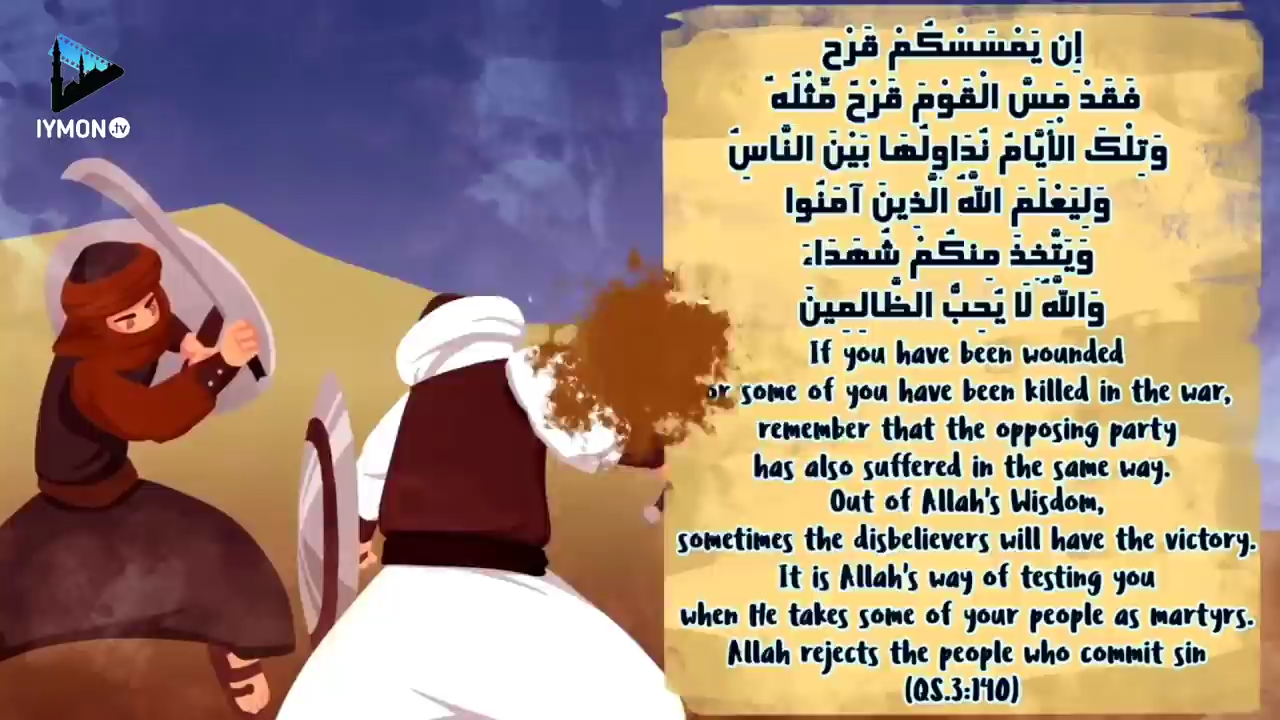 IYMON.tv
إِن يَمْسَسْكُمْ قَرْح
فَقَدْ مَسَّ الْقَوْمَ قَرْحٌ مِّثْلُهُ
وَتِلْكَ الْأَيَّامُ نُدَاوِلُهَا بَيْنَ النَّاسِ
وَلِيَعْلَمَ اللَّهُ الَّذِينَ آمَنُوا
وَيَتَّخِذَ مِنكُمْ شُهَدَاءَ
وَاللَّهُ لَا يُحِبُّ الظَّالِمِينَ
If you have been wounded
or some of you have been killed in the war,
remember that the opposing party
has also suffered in the same way.
Out of Allah's Wisdom,
sometimes the disbelievers will have the victory.
It is Allah's way of testing you
when He takes some of your people as martyrs.
Allah rejects the people who commit sin
(QS.3:140)